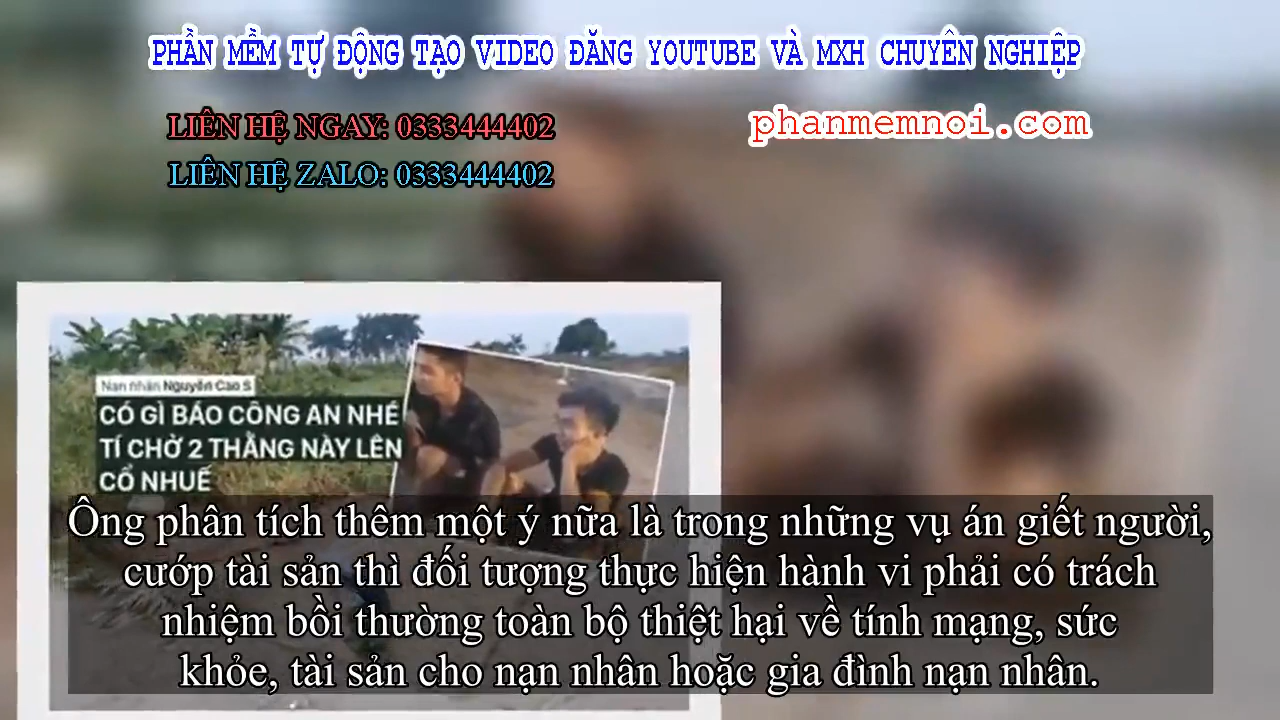 PHẦN MỀM TỰ ĐỘNG TẠO VIDEO ĐĂNG YOUTUBE VÀ MXH CHUYÊN NGHIỆP
LIÊN HỆ NGAY: 0333444402
phanmemnoi.com
LIÊN HỆ ZALO: 0333444402
Nạn nhân Nguyễn Cao S
CÓ GÌ BÁO CÔNG AN NHÉ
TÍ CHỞ 2 THẰNG NÀY LÊN
CỔ NHUẾ
Ông phân tích thêm một ý nữa là trong những vụ án giết người,
cướp tài sản thì đối tượng thực hiện hành vi phải có trách
nhiệm bồi thường toàn bộ thiệt hại về tính mạng, sức
khỏe, tài sản cho nạn nhân hoặc gia đình nạn nhân.